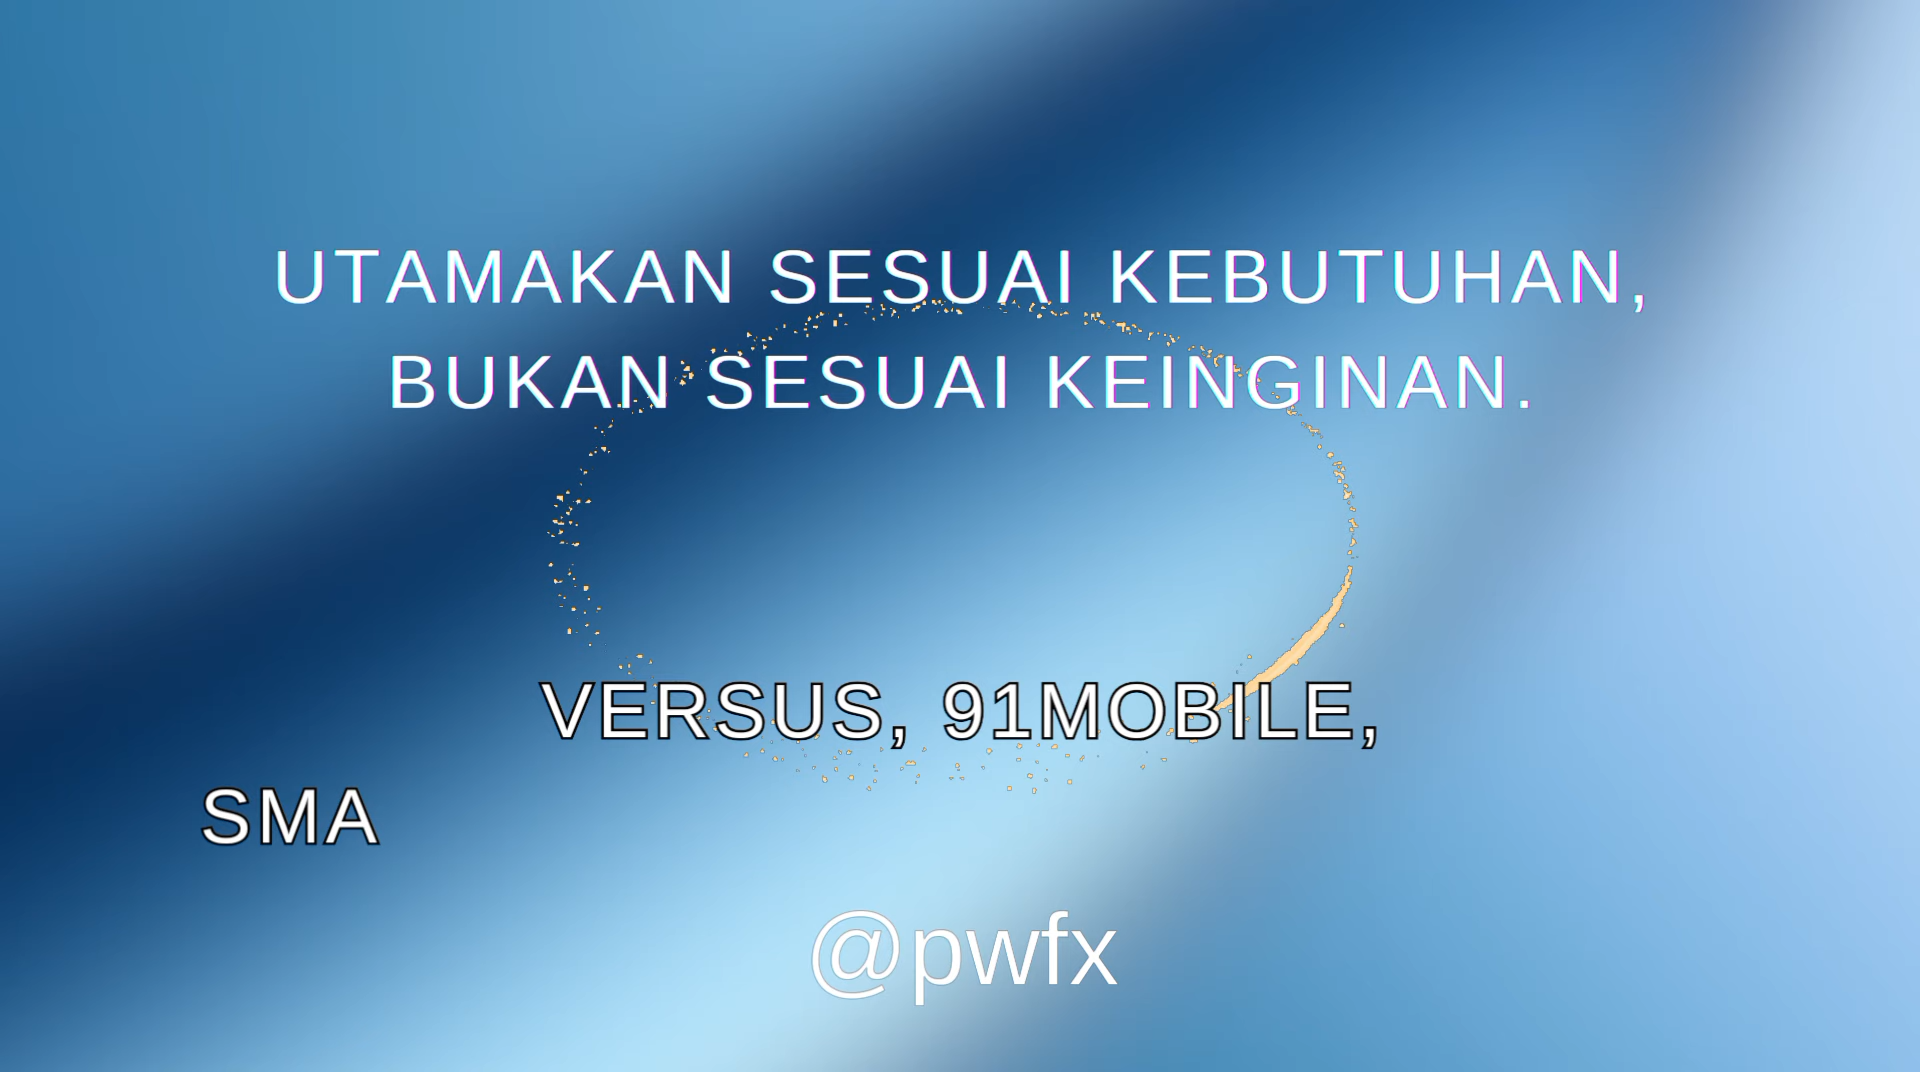 UTAMAKAN SESUAI KEBUTUHAN,
BUKAN SESUAI KEINGINAN.
VERSUS, 91MOBILE,
SMA
@pwfx